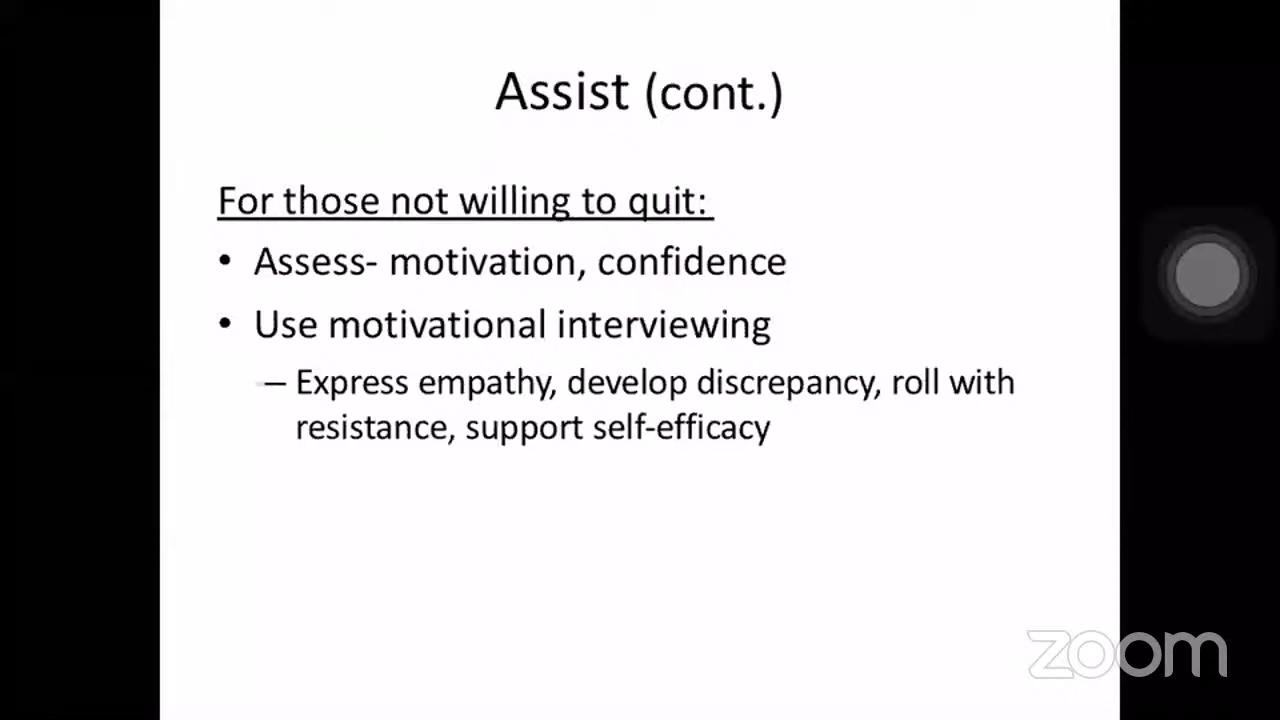 Assist (cont.)
For those not willing to quit:
• Assess- motivation, confidence
• Use motivational interviewing
– Express empathy, develop discrepancy, roll with
resistance, support self-efficacy
zoom